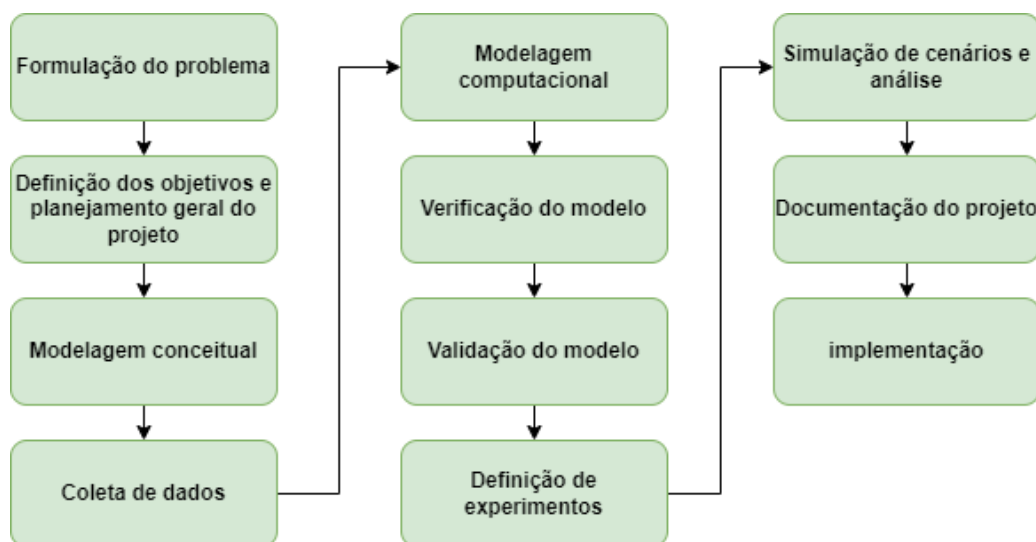 Formulação do problema
Definição dos objetivos e
planejamento geral do
projeto
Modelagem conceitual
Coleta de dados
Modelagem
computacional
Verificação do modelo
Validação do modelo
Definição de
experimentos
Simulação de cenários e
análise
Documentação do projeto
implementação